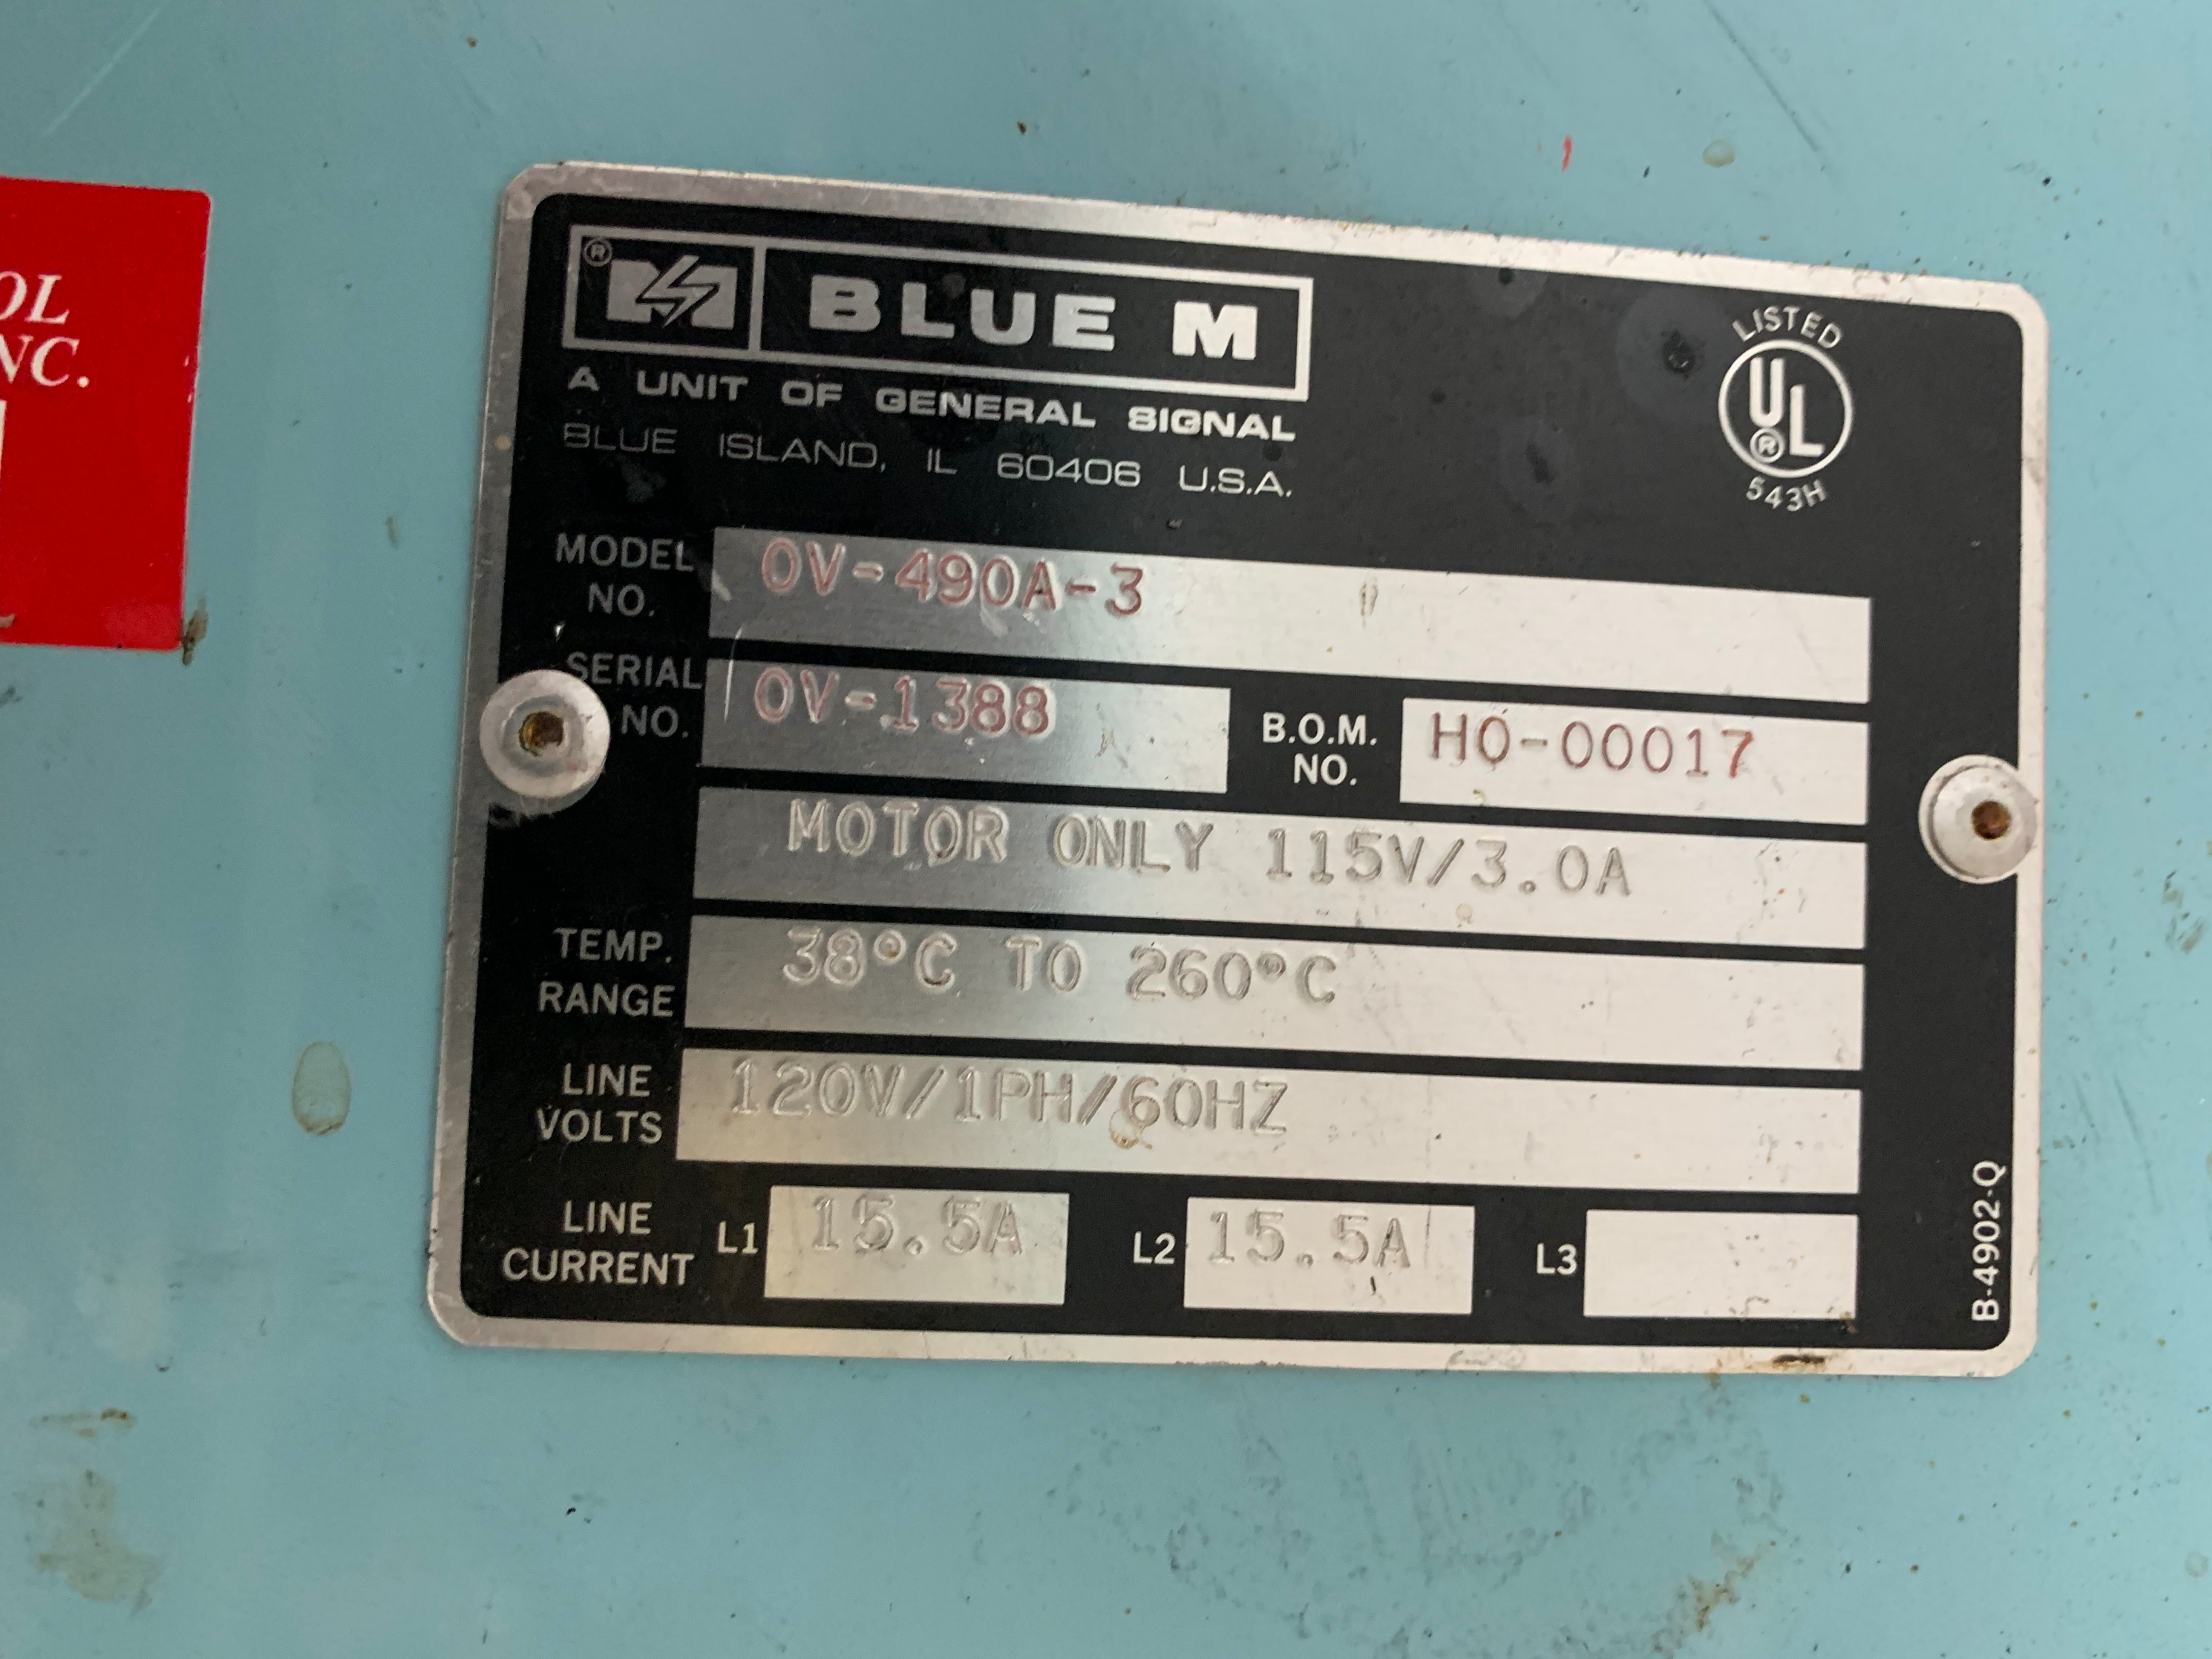 OL
NC.
®
BLUE M
A UNIT OF GENERAL SIGNAL
BLUE ISLAND, IL 60406 U.S.A.
LISTED
UL
®
543H
MODEL NO. OV-490A-3
SERIAL NO. OV-1388
B.O.M. NO. HO-00017
MOTOR ONLY 115V/3.0A
TEMP. RANGE 38°C TO 260°C
LINE VOLTS 120V/1PH/60HZ
LINE CURRENT L1 15.5A L2 15.5A L3
B-4902-Q